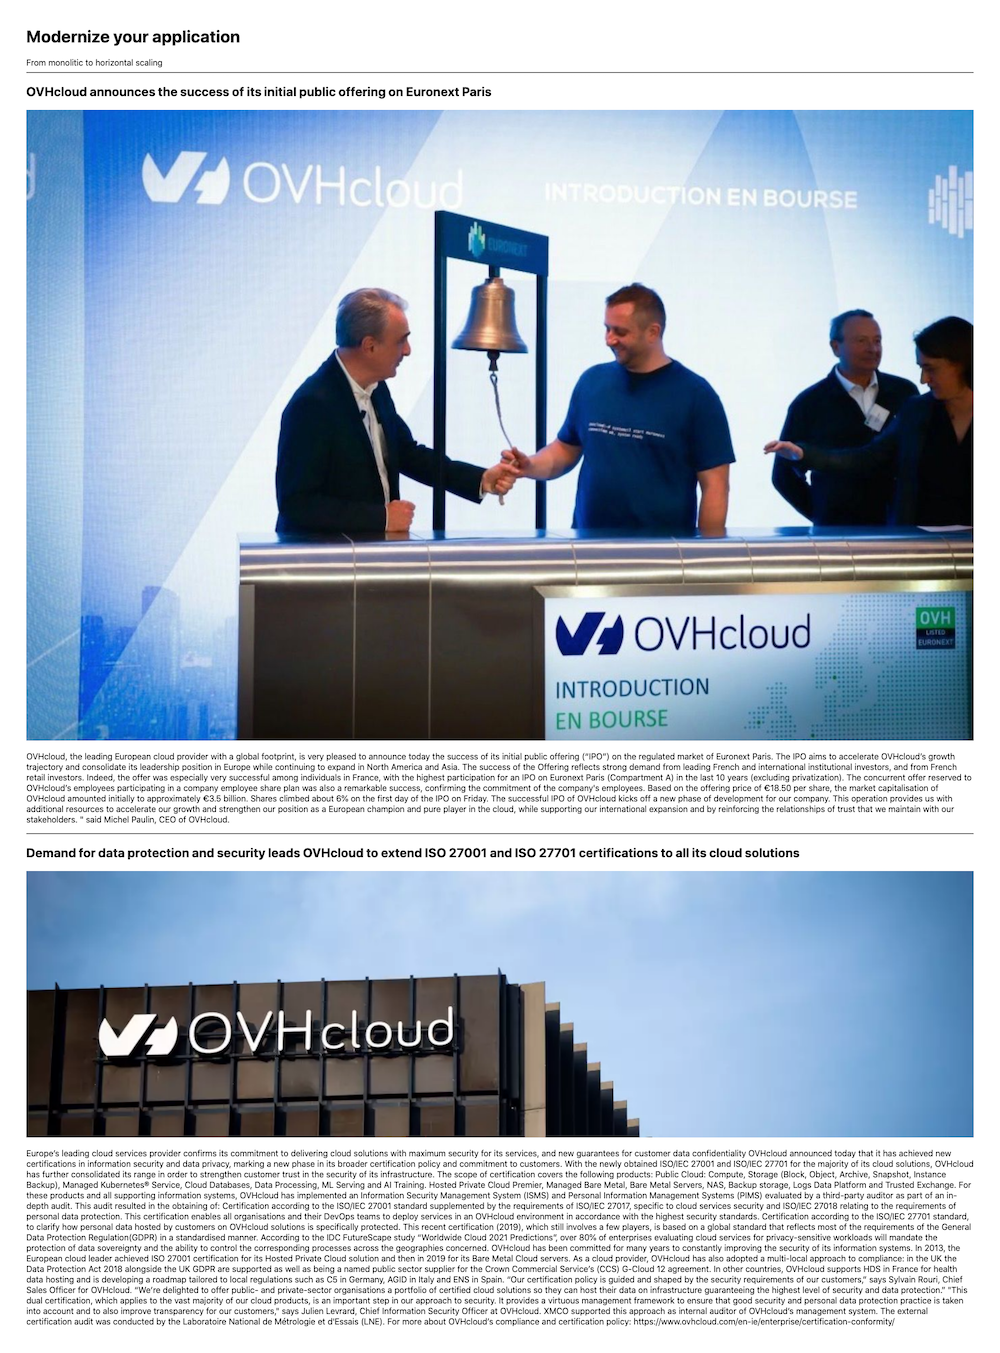 Modernize your application
From monolitic to horizontal scaling
OVHcloud announces the success of its initial public offering on Euronext Paris
OVHcloud
INTRODUCTION EN BOURSE
EURONEXT
OVHcloud
OVH
LISTED
EURONEXT
INTRODUCTION
EN BOURSE
OVHcloud, the leading European cloud provider with a global footprint, is very pleased to announce today the success of its initial public offering (“IPO”) on the regulated market of Euronext Paris. The IPO aims to accelerate OVHcloud's growth
trajectory and consolidate its leadership position in Europe while continuing to expand in North America and Asia. The success of the Offering reflects strong demand from leading French and international institutional investors, and from French
retail investors. Indeed, the offer was especially very successful among individuals in France, with the highest participation for an IPO on Euronext Paris (Compartment A) in the last 10 years (excluding privatization). The concurrent offer reserved to
OVHcloud's employees participating in a company employee share plan was also a remarkable success, confirming the commitment of the company's employees. Based on the offering price of €18.50 per share, the market capitalisation of
OVHcloud amounted initially to approximately €3.5 billion. Shares climbed about 6% on the first day of the IPO on Friday. The successful IPO of OVHcloud kicks off a new phase of development for our company. This operation provides us with
additional resources to accelerate our growth and strengthen our position as a European champion and pure player in the cloud, while supporting our international expansion and by reinforcing the relationships of trust that we maintain with our
stakeholders. " said Michel Paulin, CEO of OVHcloud.
Demand for data protection and security leads OVHcloud to extend ISO 27001 and ISO 27701 certifications to all its cloud solutions
OVHcloud
Europe's leading cloud services provider confirms its commitment to delivering cloud solutions with maximum security for its services, and new guarantees for customer data confidentiality OVHcloud announced today that it has achieved new
certifications in information security and data privacy, marking a new phase in its broader certification policy and commitment to customers. With the newly obtained ISO/IEC 27001 and ISO/IEC 27701 for the majority of its cloud solutions, OVHcloud
has further consolidated its range in order to strengthen customer trust in the security of its infrastructure. The scope of certification covers the following products: Public Cloud: Compute, Storage (Block, Object, Archive, Snapshot, Instance
Backup), Managed Kubernetes® Service, Cloud Databases, Data Processing, ML Serving and AI Training. Hosted Private Cloud Premier, Managed Bare Metal, Bare Metal Servers, NAS, Backup storage, Logs Data Platform and Trusted Exchange. For
these products and all supporting information systems, OVHcloud has implemented an Information Security Management System (ISMS) and Personal Information Management Systems (PIMS) evaluated by a third-party auditor as part of an in-
depth audit. This audit resulted in the obtaining of: Certification according to the ISO/IEC 27001 standard supplemented by the requirements of ISO/IEC 27017, specific to cloud services security and ISO/IEC 27018 relating to the requirements of
personal data protection. This certification enables all organisations and their DevOps teams to deploy services in an OVHcloud environment in accordance with the highest security standards. Certification according to the ISO/IEC 27701 standard,
to clarify how personal data hosted by customers on OVHcloud solutions is specifically protected. This recent certification (2019), which still involves a few players, is based on a global standard that reflects most of the requirements of the General
Data Protection Regulation(GDPR) in a standardised manner. According to the IDC FutureScape study “Worldwide Cloud 2021 Predictions”, over 80% of enterprises evaluating cloud services for privacy-sensitive workloads will mandate the
protection of data sovereignty and the ability to control the corresponding processes across the geographies concerned. OVHcloud has been committed for many years to constantly improving the security of its information systems. In 2013, the
European cloud leader achieved ISO 27001 certification for its Hosted Private Cloud solution and then in 2019 for its Bare Metal Cloud servers. As a cloud provider, OVHcloud has also adopted a multi-local approach to compliance: in the UK the
Data Protection Act 2018 alongside the UK GDPR are supported as well as being a named public sector supplier for the Crown Commercial Service's (CCS) G-Cloud 12 agreement. In other countries, OVHcloud supports HDS in France for health
data hosting and is developing a roadmap tailored to local regulations such as C5 in Germany, AGID in Italy and ENS in Spain. “Our certification policy is guided and shaped by the security requirements of our customers,” says Sylvain Rouri, Chief
Sales Officer for OVHcloud. “We're delighted to offer public- and private-sector organisations a portfolio of certified cloud solutions so they can host their data on infrastructure guaranteeing the highest level of security and data protection.” "This
dual certification, which applies to the vast majority of our cloud products, is an important step in our approach to security. It provides a virtuous management framework to ensure that good security and personal data protection practice is taken
into account and to also improve transparency for our customers," says Julien Levrard, Chief Information Security Officer at OVHcloud. XMCO supported this approach as internal auditor of OVHcloud's management system. The external
certification audit was conducted by the Laboratoire National de Métrologie et d'Essais (LNE). For more about OVHcloud's compliance and certification policy: https://www.ovhcloud.com/en-ie/enterprise/certification-conformity/